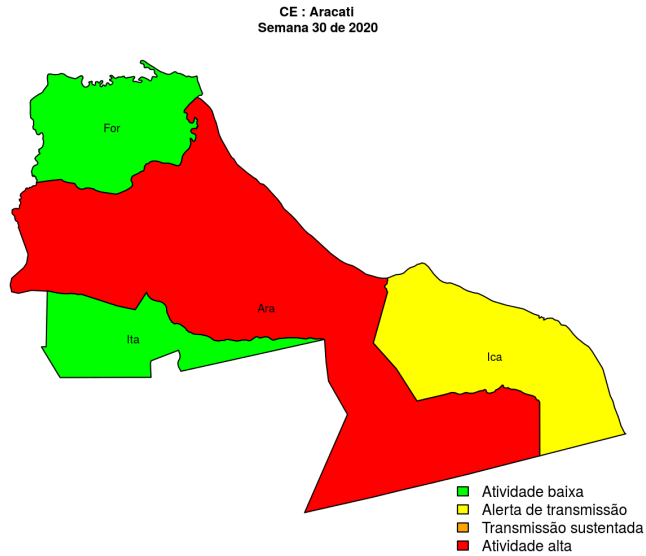 CE : Aracati
Semana 30 de 2020
For
Ara
Ita
Ica
Atividade baixa
Alerta de transmissão
Transmissão sustentada
Atividade alta